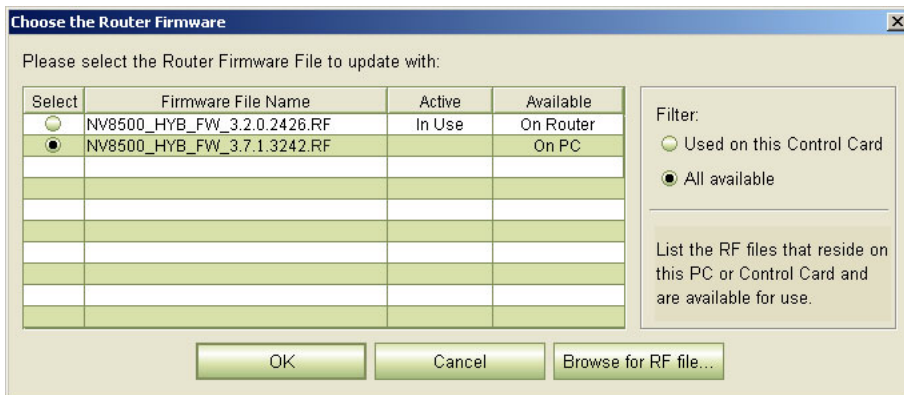 Choose the Router Firmware
Please select the Router Firmware File to update with:
Select Firmware File Name Active Available
NV8500_HYB_FW_3.2.0.2426.RF In Use On Router
NV8500_HYB_FW_3.7.1.3242.RF On PC
Filter:
Used on this Control Card
All available
List the RF files that reside on
this PC or Control Card and
are available for use.
OK Cancel Browse for RF file...